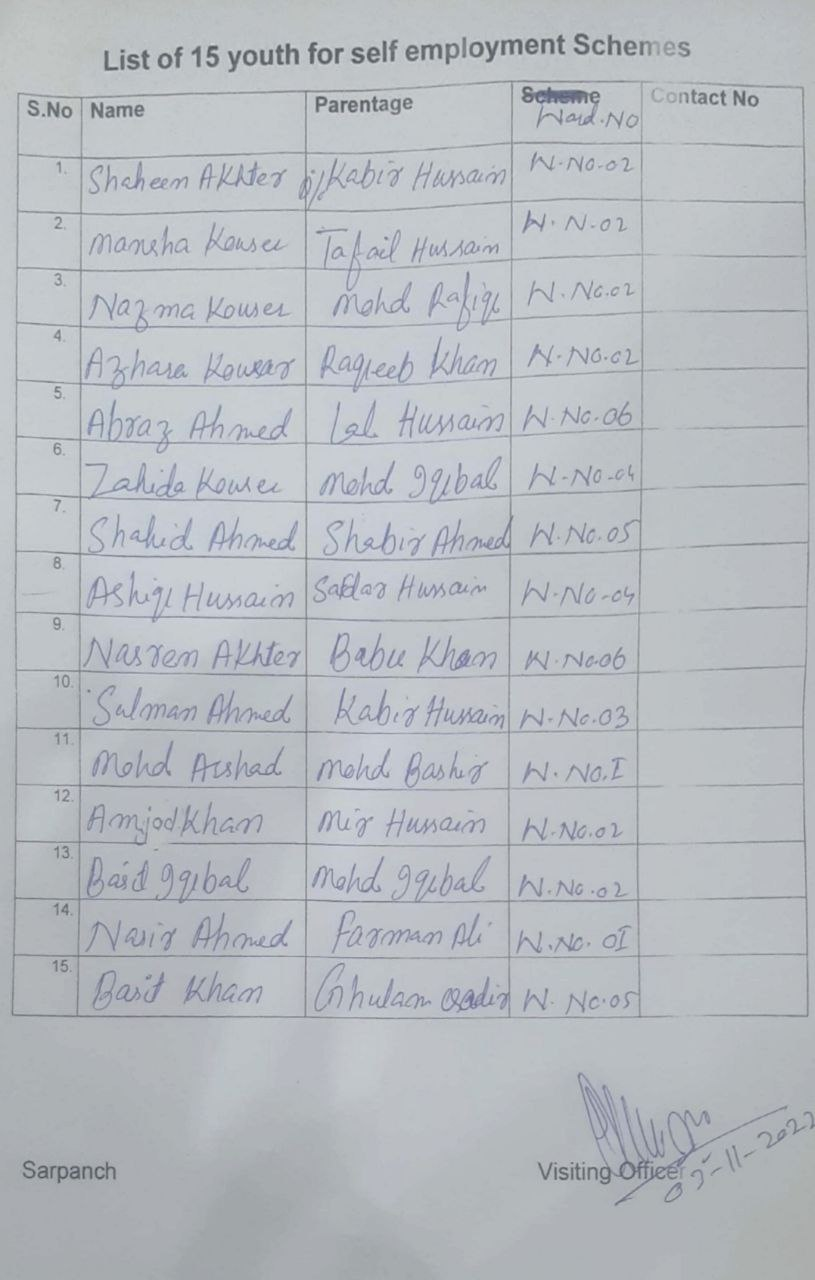 List of 15 youth for self employment Schemes
S.No Name Parentage Scheme Contact No
Ward.No
1. Shaheen Akhter D/ Kabir Hussain W.No-02
2. Mansha Kouser Tafail Hussain W.N-02
3. Nazma Kouser Mohd Rafiqe W.No.02
4. Azhara Kousar Raqeeb Khan W.No.02
5. Abraz Ahmed Lal Hussain W.No.06
6. Zahida Kouser Mohd Iqbal W-No-04
7. Shahid Ahmed Shabir Ahmed W.No.05
8. Ashiqe Hussain Safdar Hussain W.No-04
9. Nasren Akhter Babu Khan W.No.06
10. Salman Ahmed Kabir Hussain W.No.03
11. Mohd Arshad Mohd Bashir W.No.I
12. Amjod Khan Mir Hussain W.No.02
13. Basit Iqbal Mohd Iqbal W.No.02
14. Nasir Ahmed Farman Ali W.No. 0I
15. Basit Khan Ghulam Qadir W.No.05
Sarpanch Visiting Officer